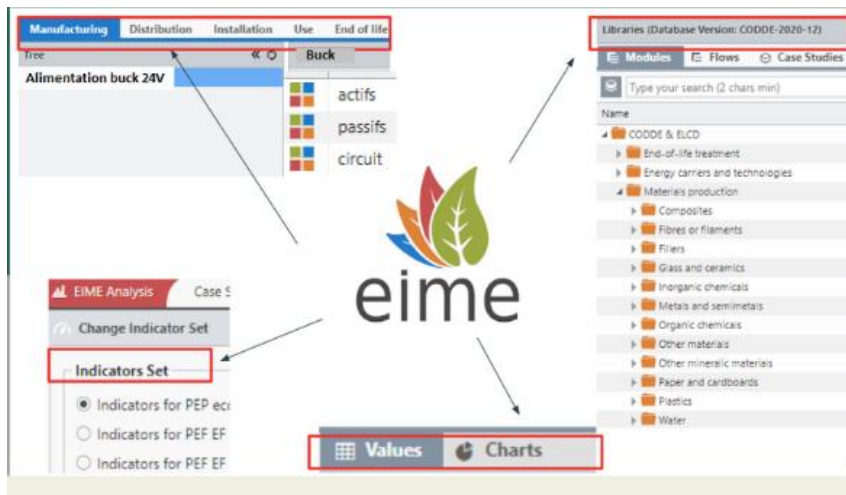 Manufacturing Distribution Installation Use End of life
Tree
Buck
Alimentation buck 24V
actifs
passifs
circuit
Libraries (Database Version: CODDE-2020-12)
Modules Flows Case Studies
Type your search (2 chars min)
Name
CODDE & ELCD
End-of-life treatment
Energy carriers and technologies
Materials production
Composites
Fibres or filaments
Fillers
Glass and ceramics
Inorganic chemicals
Metals and semimetals
Organic chemicals
Other materials
Other mineralic materials
Paper and cardboards
Plastics
Water
eime
EIME Analysis Case S
Change Indicator Set
Indicators Set
Indicators for PEP eco
Indicators for PEF EF
Indicators for PEF EF
Values Charts